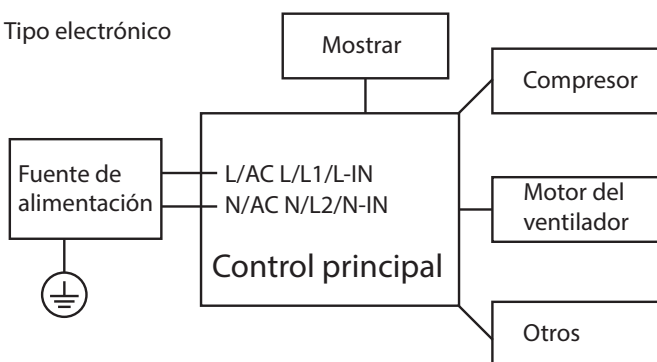 Tipo electrónico
Mostrar
Compresor
Fuente de
alimentación
L/AC L/L1/L-IN
N/AC N/L2/N-IN
Control principal
Motor del
ventilador
Otros